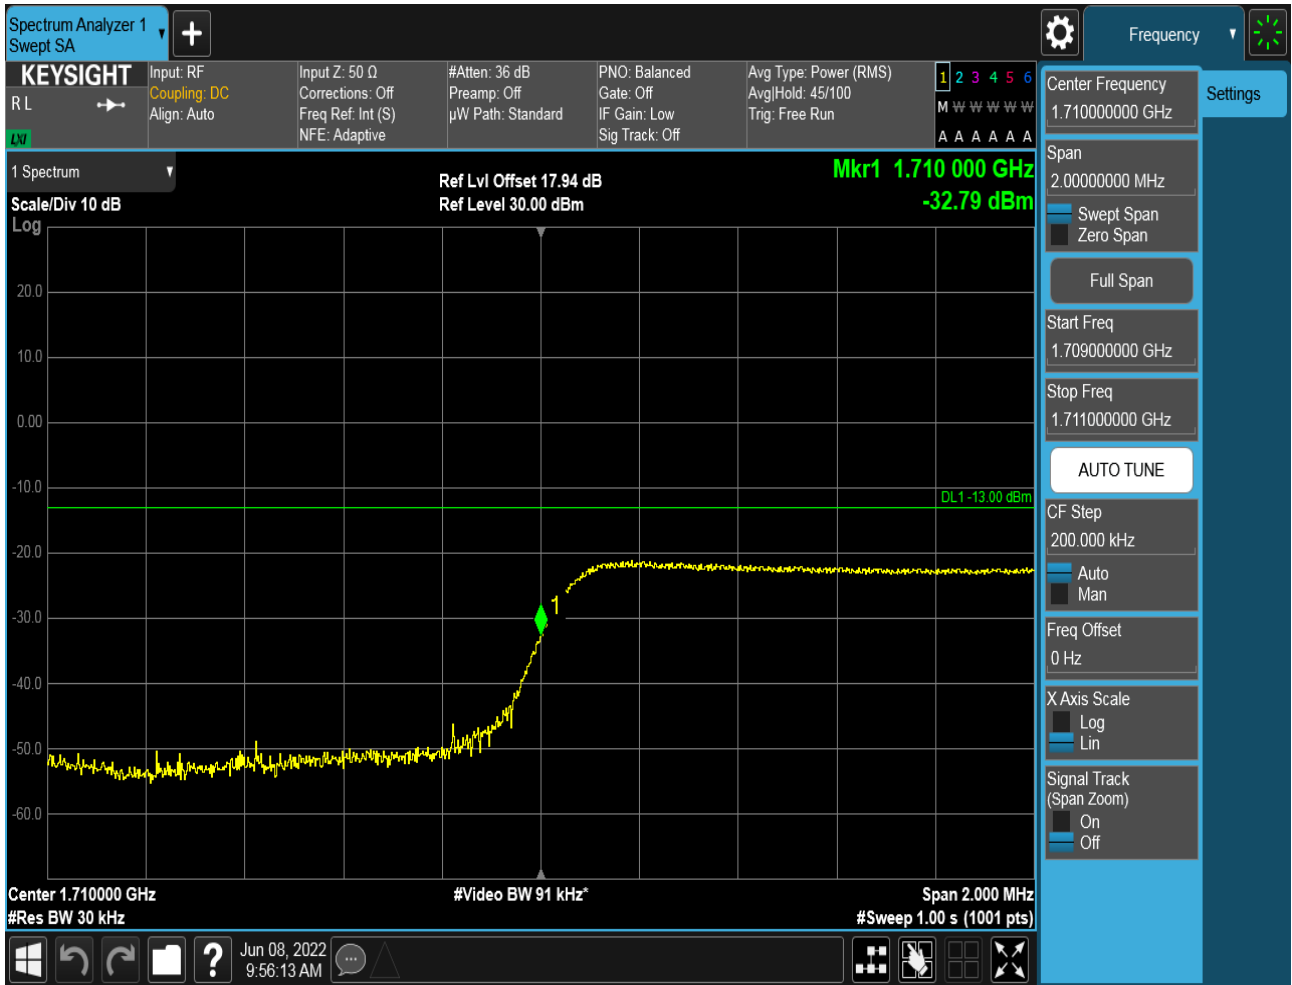 Spectrum Analyzer 1
Swept SA
Frequency
KEYSIGHT
R L
LXI
Input: RF
Coupling: DC
Align: Auto
Input Z: 50 Ω
Corrections: Off
Freq Ref: Int (S)
NFE: Adaptive
#Atten: 36 dB
Preamp: Off
µW Path: Standard
PNO: Balanced
Gate: Off
IF Gain: Low
Sig Track: Off
Avg Type: Power (RMS)
Avg|Hold: 45/100
Trig: Free Run
1 2 3 4 5 6
M W W W W W
A A A A A A
1 Spectrum
Scale/Div 10 dB
Log
Ref Lvl Offset 17.94 dB
Ref Level 30.00 dBm
Mkr1 1.710 000 GHz
-32.79 dBm
20.0
10.0
0.00
-10.0
DL1 -13.00 dBm
-20.0
-30.0
1
-40.0
-50.0
-60.0
Center 1.710000 GHz
#Res BW 30 kHz
#Video BW 91 kHz*
Span 2.000 MHz
#Sweep 1.00 s (1001 pts)
Jun 08, 2022
9:56:13 AM
Center Frequency
1.710000000 GHz
Settings
Span
2.00000000 MHz
Swept Span
Zero Span
Full Span
Start Freq
1.709000000 GHz
Stop Freq
1.711000000 GHz
AUTO TUNE
CF Step
200.000 kHz
Auto
Man
Freq Offset
0 Hz
X Axis Scale
Log
Lin
Signal Track
(Span Zoom)
On
Off